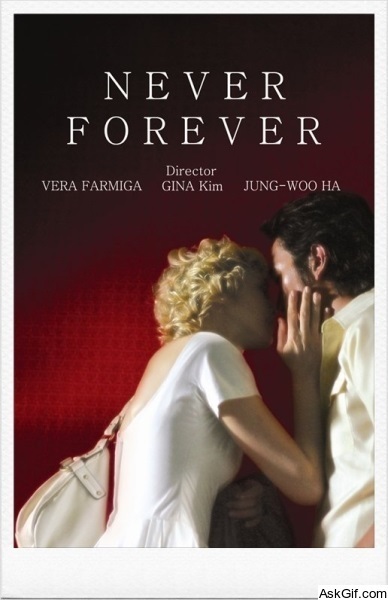 NEVER
FOREVER
Director
VERA FARMIGA GINA Kim JUNG-WOO HA
AskGif.com